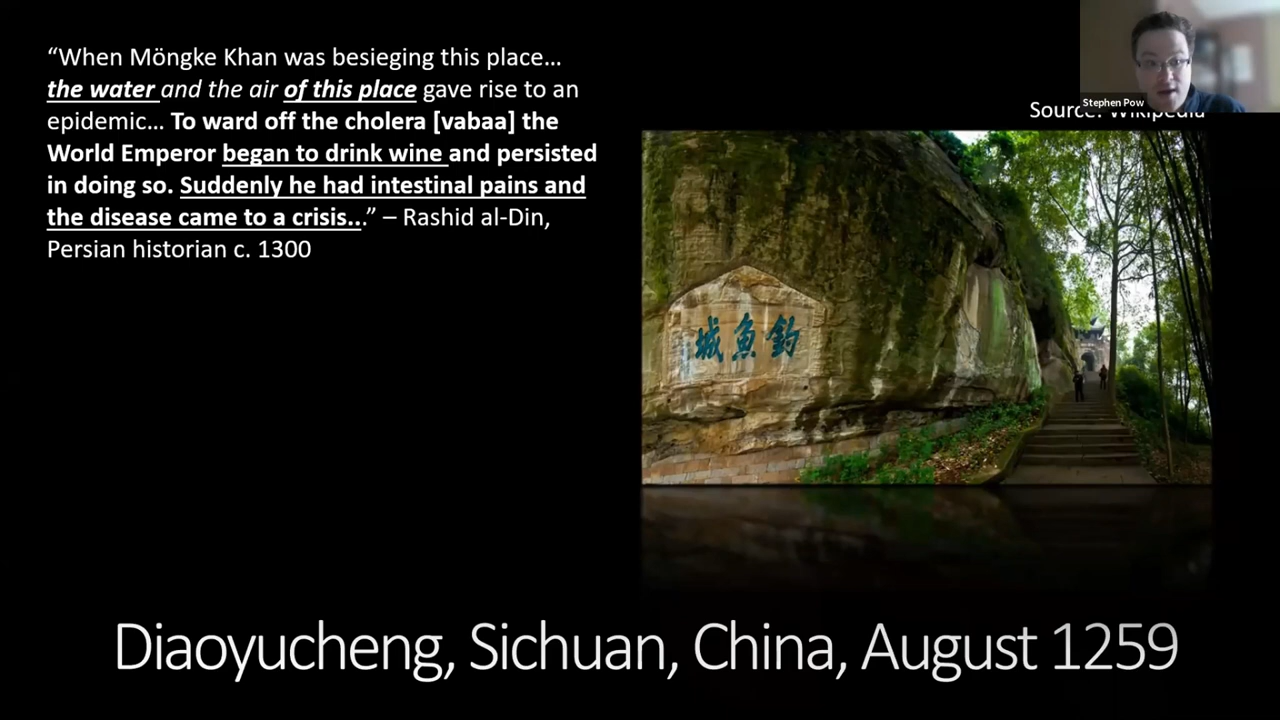 “When Möngke Khan was besieging this place…
the water and the air of this place gave rise to an
epidemic… To ward off the cholera [vabaa] the
World Emperor began to drink wine and persisted
in doing so. Suddenly he had intestinal pains and
the disease came to a crisis...” – Rashid al-Din,
Persian historian c. 1300
Stephen Pow
Source: Wikipedia
城魚釣
Diaoyucheng, Sichuan, China, August 1259